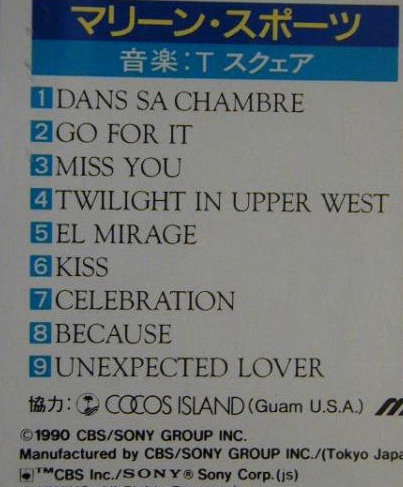 マリーン・スポーツ
音楽:T スクェア
1 DANS SA CHAMBRE
2 GO FOR IT
3 MISS YOU
4 TWILIGHT IN UPPER WEST
5 EL MIRAGE
6 KISS
7 CELEBRATION
8 BECAUSE
9 UNEXPECTED LOVER
協力: COCOS ISLAND (Guam U.S.A.)
©1990 CBS/SONY GROUP INC.
Manufactured by CBS/SONY GROUP INC./(Tokyo Japa
™CBS Inc./SONY® Sony Corp.(js)